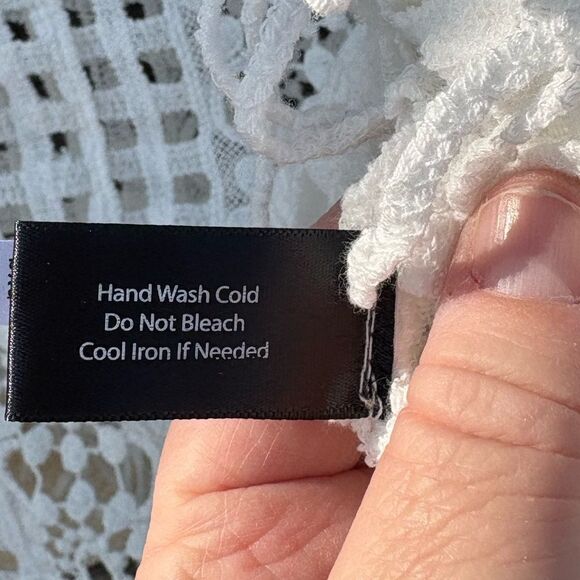 Hand Wash Cold
Do Not Bleach
Cool Iron If Needed